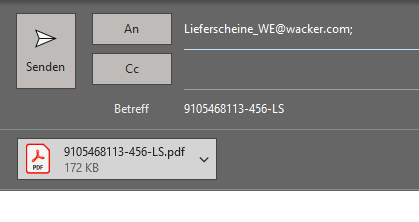 An
Lieferscheine_WE@wacker.com;
Senden
Cc
Betreff
9105468113-456-LS
9105468113-456-LS.pdf
PDF
172 KB